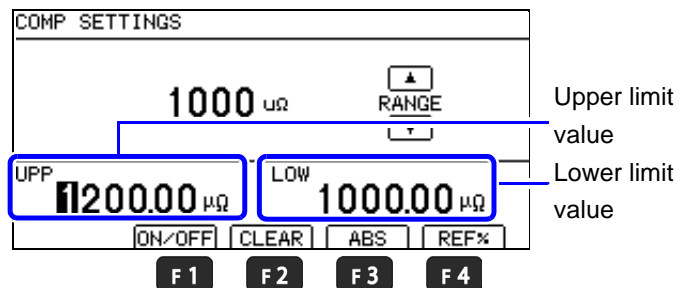 COMP SETTINGS
1000 uΩ
▲
RANGE
▼
Upper limit
value
UPP
1200.00 μΩ
LOW
1000.00 μΩ
Lower limit
value
ON/OFF CLEAR ABS REF%
F1 F2 F3 F4